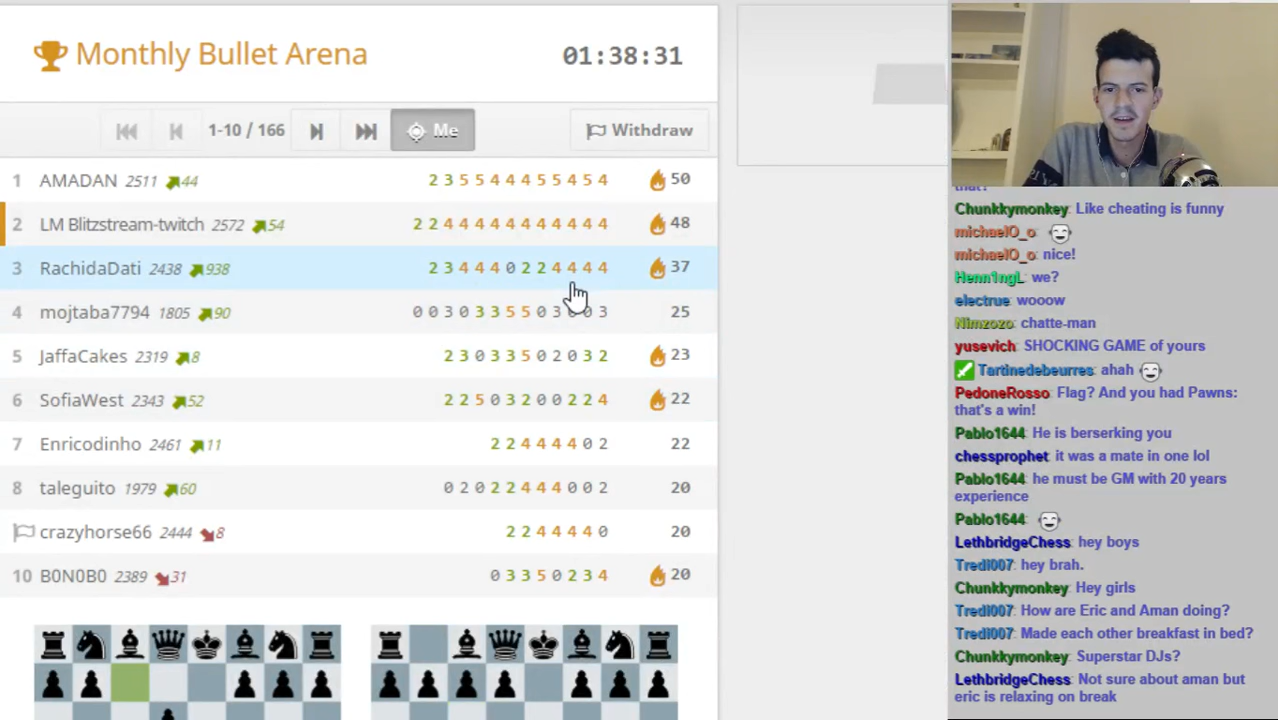 Monthly Bullet Arena 01:38:31
1-10 / 166 Me Withdraw
1 AMADAN 2511 44 2 3 5 5 4 4 4 5 5 4 5 4 50
2 LM Blitzstream-twitch 2572 54 2 2 4 4 4 4 4 4 4 4 4 4 4 48
3 RachidaDati 2438 938 2 3 4 4 4 0 2 2 4 4 4 4 37
4 mojtaba7794 1805 90 0 0 3 0 3 3 5 5 0 3 0 3 25
5 JaffaCakes 2319 8 2 3 0 3 3 5 0 2 0 3 2 23
6 SofiaWest 2343 52 2 2 5 0 3 2 0 0 2 2 4 22
7 Enricodinho 2461 11 2 2 4 4 4 4 0 2 22
8 taleguito 1979 60 0 2 0 2 2 4 4 4 0 0 2 20
crazyhorse66 2444 8 2 2 4 4 4 4 0 20
10 B0N0B0 2389 31 0 3 3 5 0 2 3 4 20
that?
Chunkkymonkey: Like cheating is funny
michaelO_o:
michaelO_o: nice!
Henn1ngL: we?
electrue: wooow
Nimzozo: chatte-man
yusevich: SHOCKING GAME of yours
Tartinedebeurres: ahah
PedoneRosso: Flag? And you had Pawns:
that's a win!
Pablo1644: He is berserking you
chessprophet: it was a mate in one lol
Pablo1644: he must be GM with 20 years
experience
Pablo1644:
LethbridgeChess: hey boys
Tredl007: hey brah.
Chunkkymonkey: Hey girls
Tredl007: How are Eric and Aman doing?
Tredl007: Made each other breakfast in bed?
Chunkkymonkey: Superstar DJs?
LethbridgeChess: Not sure about aman but
eric is relaxing on break